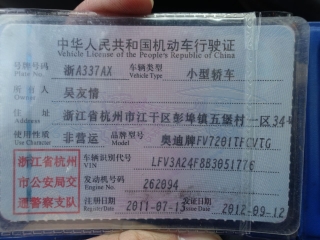 中华人民共和国机动车行驶证
Vehicle License of the People's Republic of China
号牌号码 浙A337AX 车辆类型 小型轿车
Plate No. Vehicle Type
所有人 吴友情
Owner
住址 浙江省杭州市江干区彭埠镇五堡村一区34号
Address
使用性质 非营运 品牌型号 奥迪牌FV7201TFCVTG
Use Character Model
浙江省杭州 车辆识别代号 LFV3A24F8B3051776
VIN
市公安局交 发动机号码 262094
Engine No.
通警察支队 注册日期 2011-07-13 发证日期 2012-09-12
Register Date Issue Date